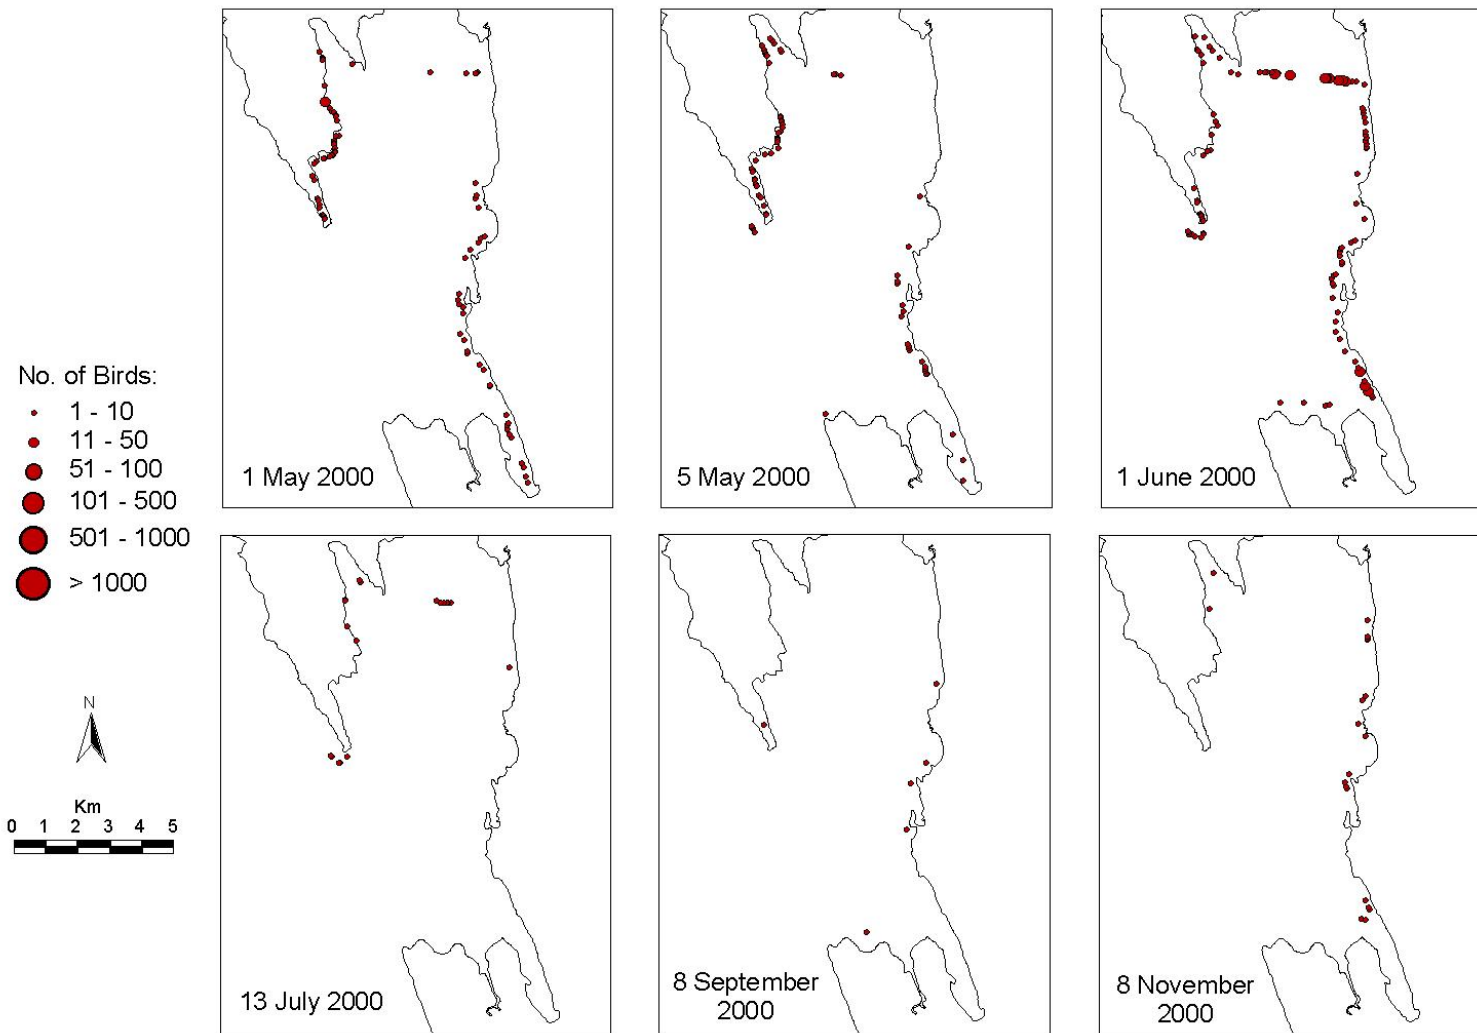 No. of Birds:
1 - 10
11 - 50
51 - 100
101 - 500
501 - 1000
> 1000
N
Km
0 1 2 3 4 5
1 May 2000
5 May 2000
1 June 2000
13 July 2000
8 September
2000
8 November
2000